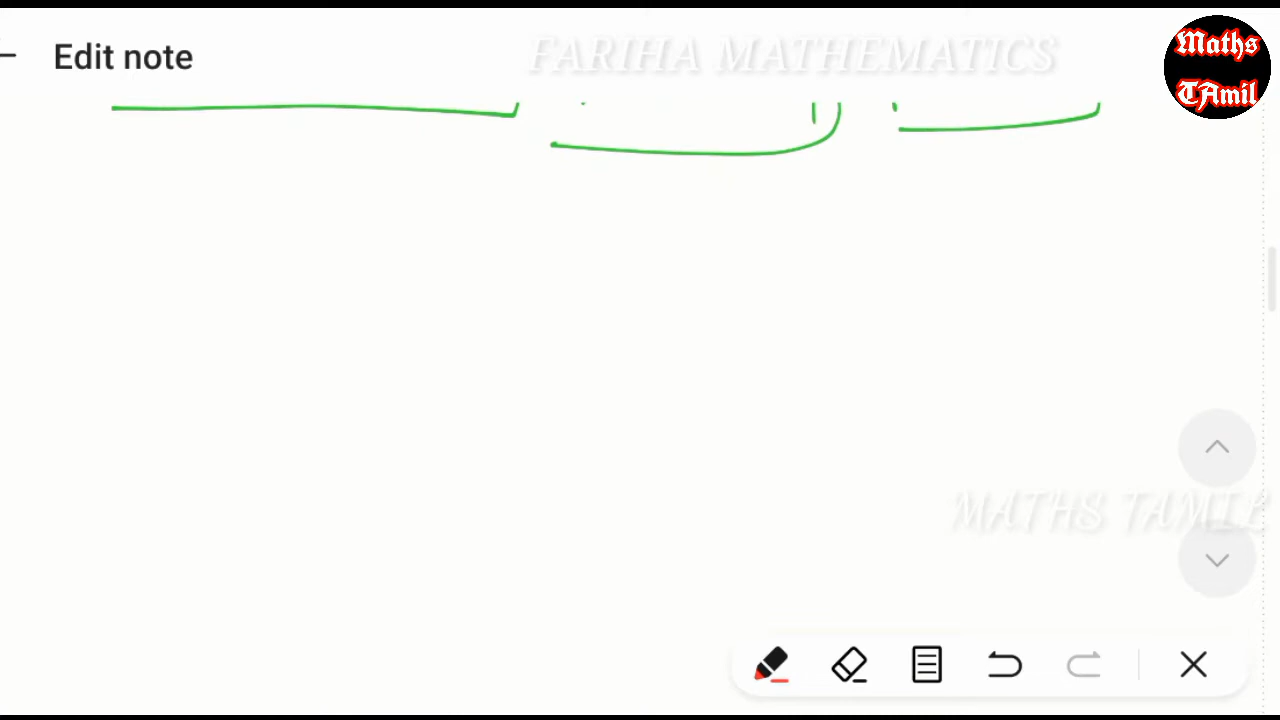 Edit note
FARIHA MATHEMATICS
Maths
TAmil
MATHS TAMIL